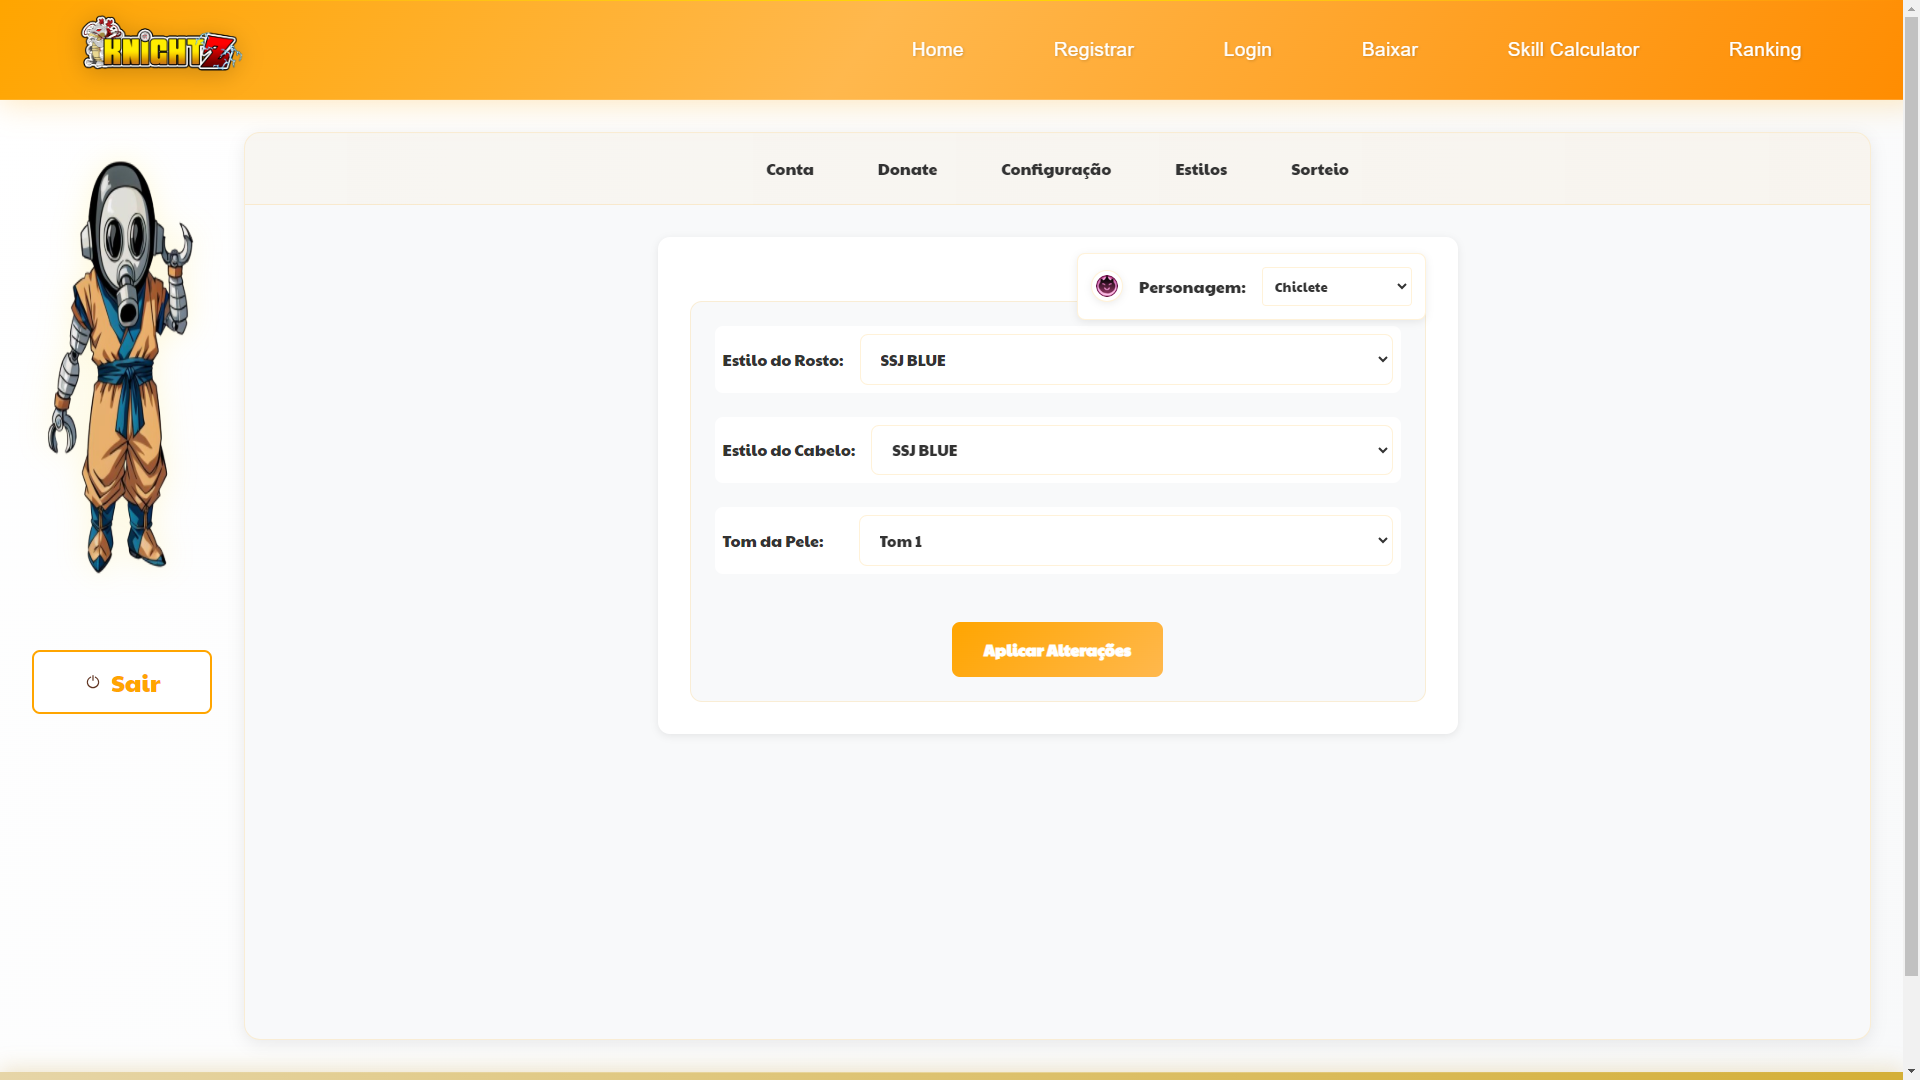 KNIGHT Z
Home Registrar Login Baixar Skill Calculator Ranking
Conta Donate Configuração Estilos Sorteio
Personagem: Chiclete
Estilo do Rosto: SSJ BLUE
Estilo do Cabelo: SSJ BLUE
Tom da Pele: Tom 1
Aplicar Alterações
Sair